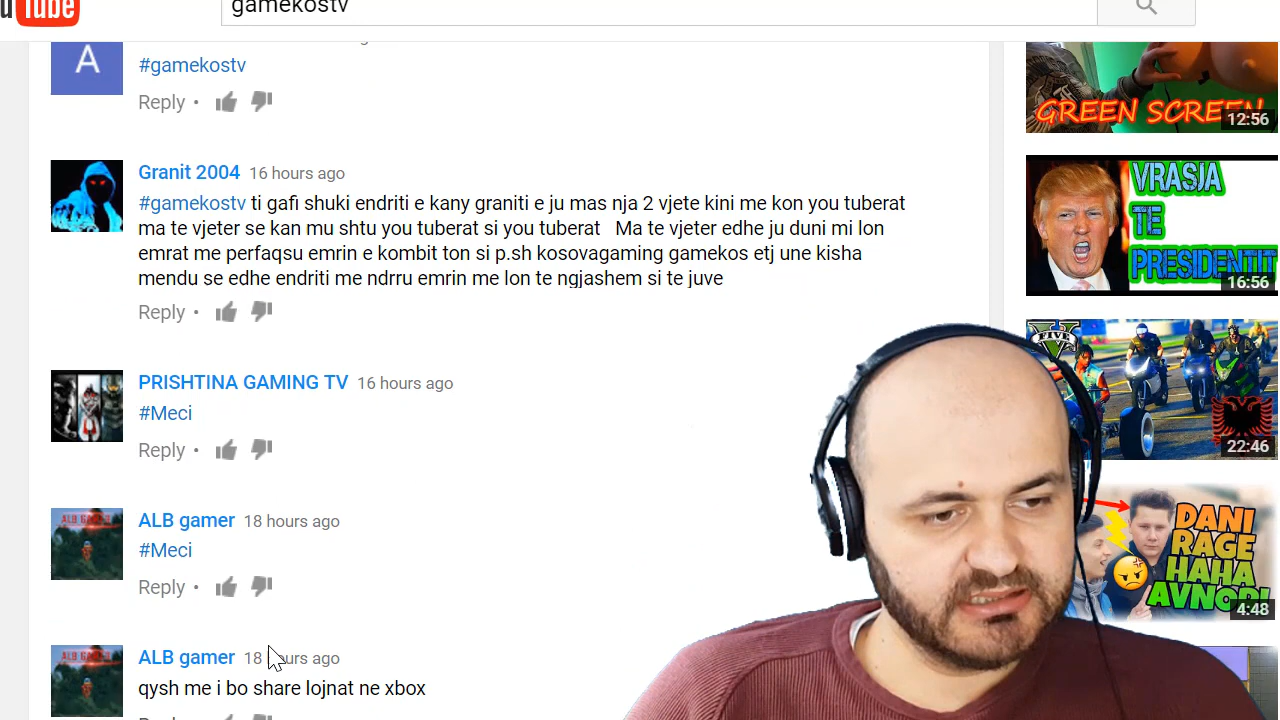 Tube
gamekostv
A
#gamekostv
Reply •
Granit 2004 16 hours ago
#gamekostv ti gafi shuki endriti e kany graniti e ju mas nja 2 vjete kini me kon you tuberat
ma te vjeter se kan mu shtu you tuberat si you tuberat Ma te vjeter edhe ju duni mi lon
emrat me perfaqsu emrin e kombit ton si p.sh kosovagaming gamekos etj une kisha
mendu se edhe endriti me ndrru emrin me lon te ngjashem si te juve
Reply •
PRISHTINA GAMING TV 16 hours ago
#Meci
Reply •
ALB gamer 18 hours ago
#Meci
Reply •
ALB gamer 18 hours ago
qysh me i bo share lojnat ne xbox
GREEN SCREEN
12:56
VRASJA
TE
PRESIDENTIT
16:56
V
FIVE
22:46
DANI
RAGE
HAHA
4:48